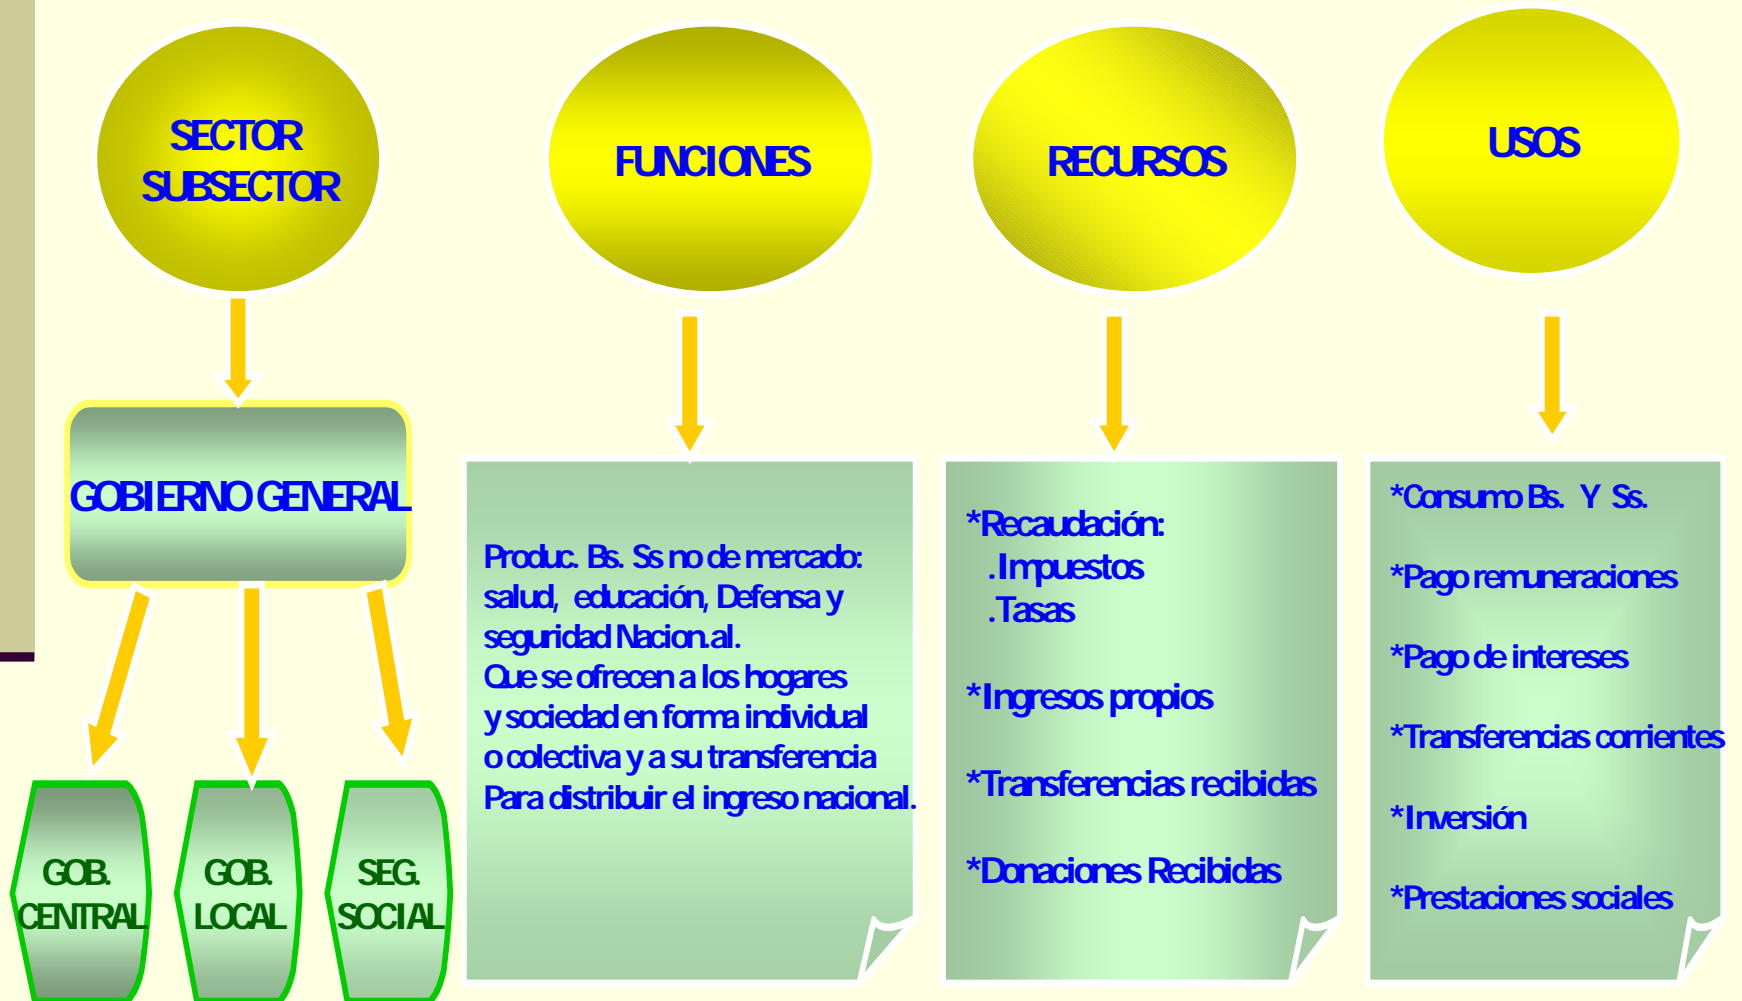 SECTOR
SUBSECTOR
FUNCIONES
RECURSOS
USOS
GOBIERNO GENERAL
GOB.
CENTRAL
GOB.
LOCAL
SEG.
SOCIAL
Produc. Bs. Ss no de mercado:
salud, educación, Defensa y
seguridad Nacion.al.
Que se ofrecen a los hogares
y sociedad en forma individual
o colectiva y a su transferencia
Para distribuir el ingreso nacional.
*Recaudación:
.Impuestos
.Tasas
*Ingresos propios
*Transferencias recibidas
*Donaciones Recibidas
*Consumo Bs. Y Ss.
*Pago remuneraciones
*Pago de intereses
*Transferencias corrientes
*Inversión
*Prestaciones sociales